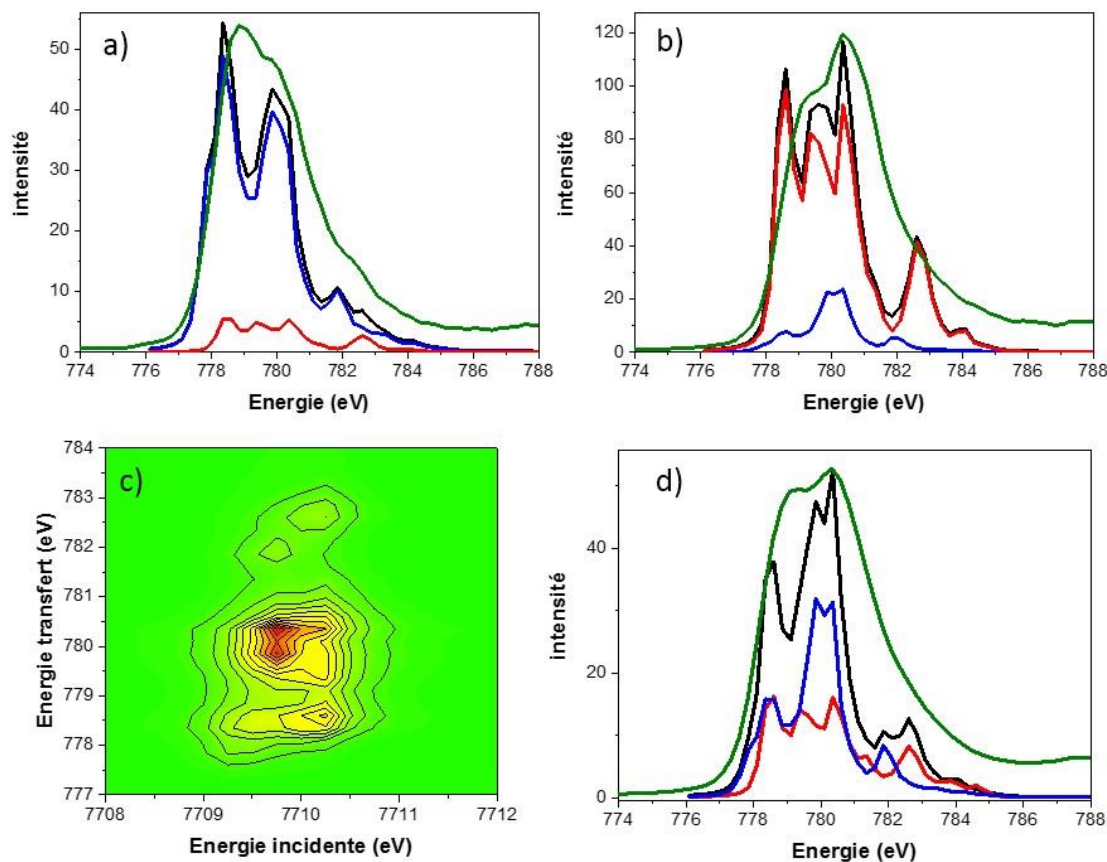 a)
50
40
30
20
10
0
intensité
774 776 778 780 782 784 786 788
Energie (eV)
b)
120
100
80
60
40
20
0
intensité
774 776 778 780 782 784 786 788
Energie (eV)
c)
784
783
782
781
780
779
778
777
Energie transfert (eV)
7708 7709 7710 7711 7712
Energie incidente (eV)
d)
40
20
0
intensité
774 776 778 780 782 784 786 788
Energie (eV)